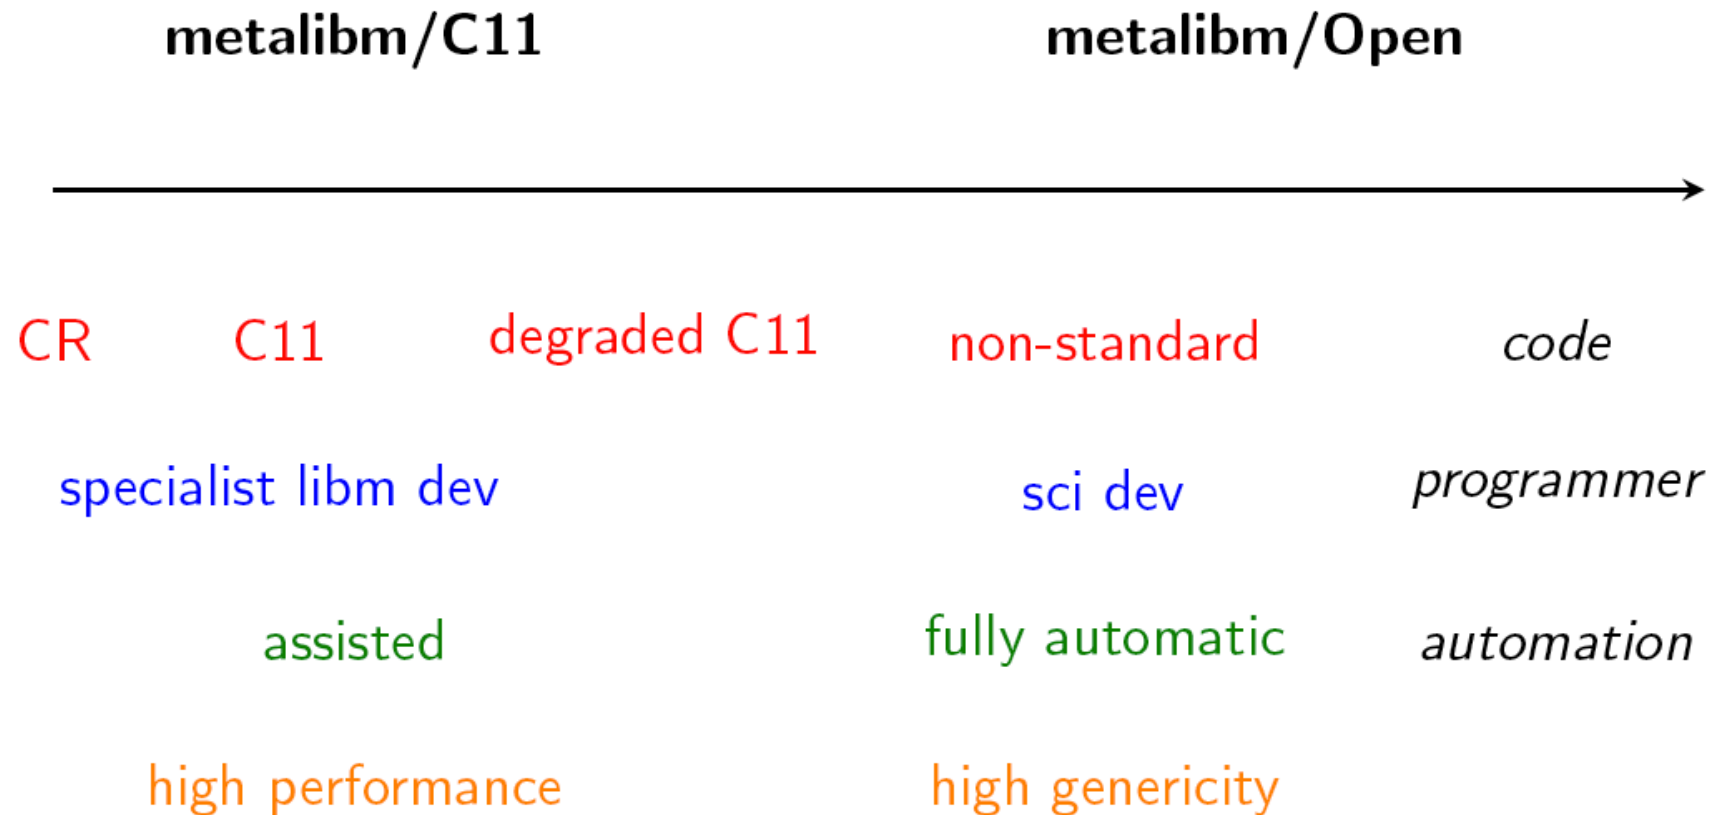 metalibm/C11 metalibm/Open
CR C11 degraded C11 non-standard code
specialist libm dev sci dev programmer
assisted fully automatic automation
high performance high genericity